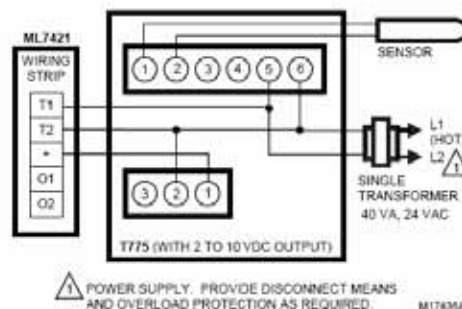 ML7421
WIRING
STRIP
T1
T2
+
O1
O2
1 2 3 4 5 6
3 2 1
SENSOR
L1
(HOT
L2
1
SINGLE
TRANSFORMER
40 VA, 24 VAC
T775 (WITH 2 TO 10 VDC OUTPUT)
1 POWER SUPPLY. PROVIDE DISCONNECT MEANS
AND OVERLOAD PROTECTION AS REQUIRED.